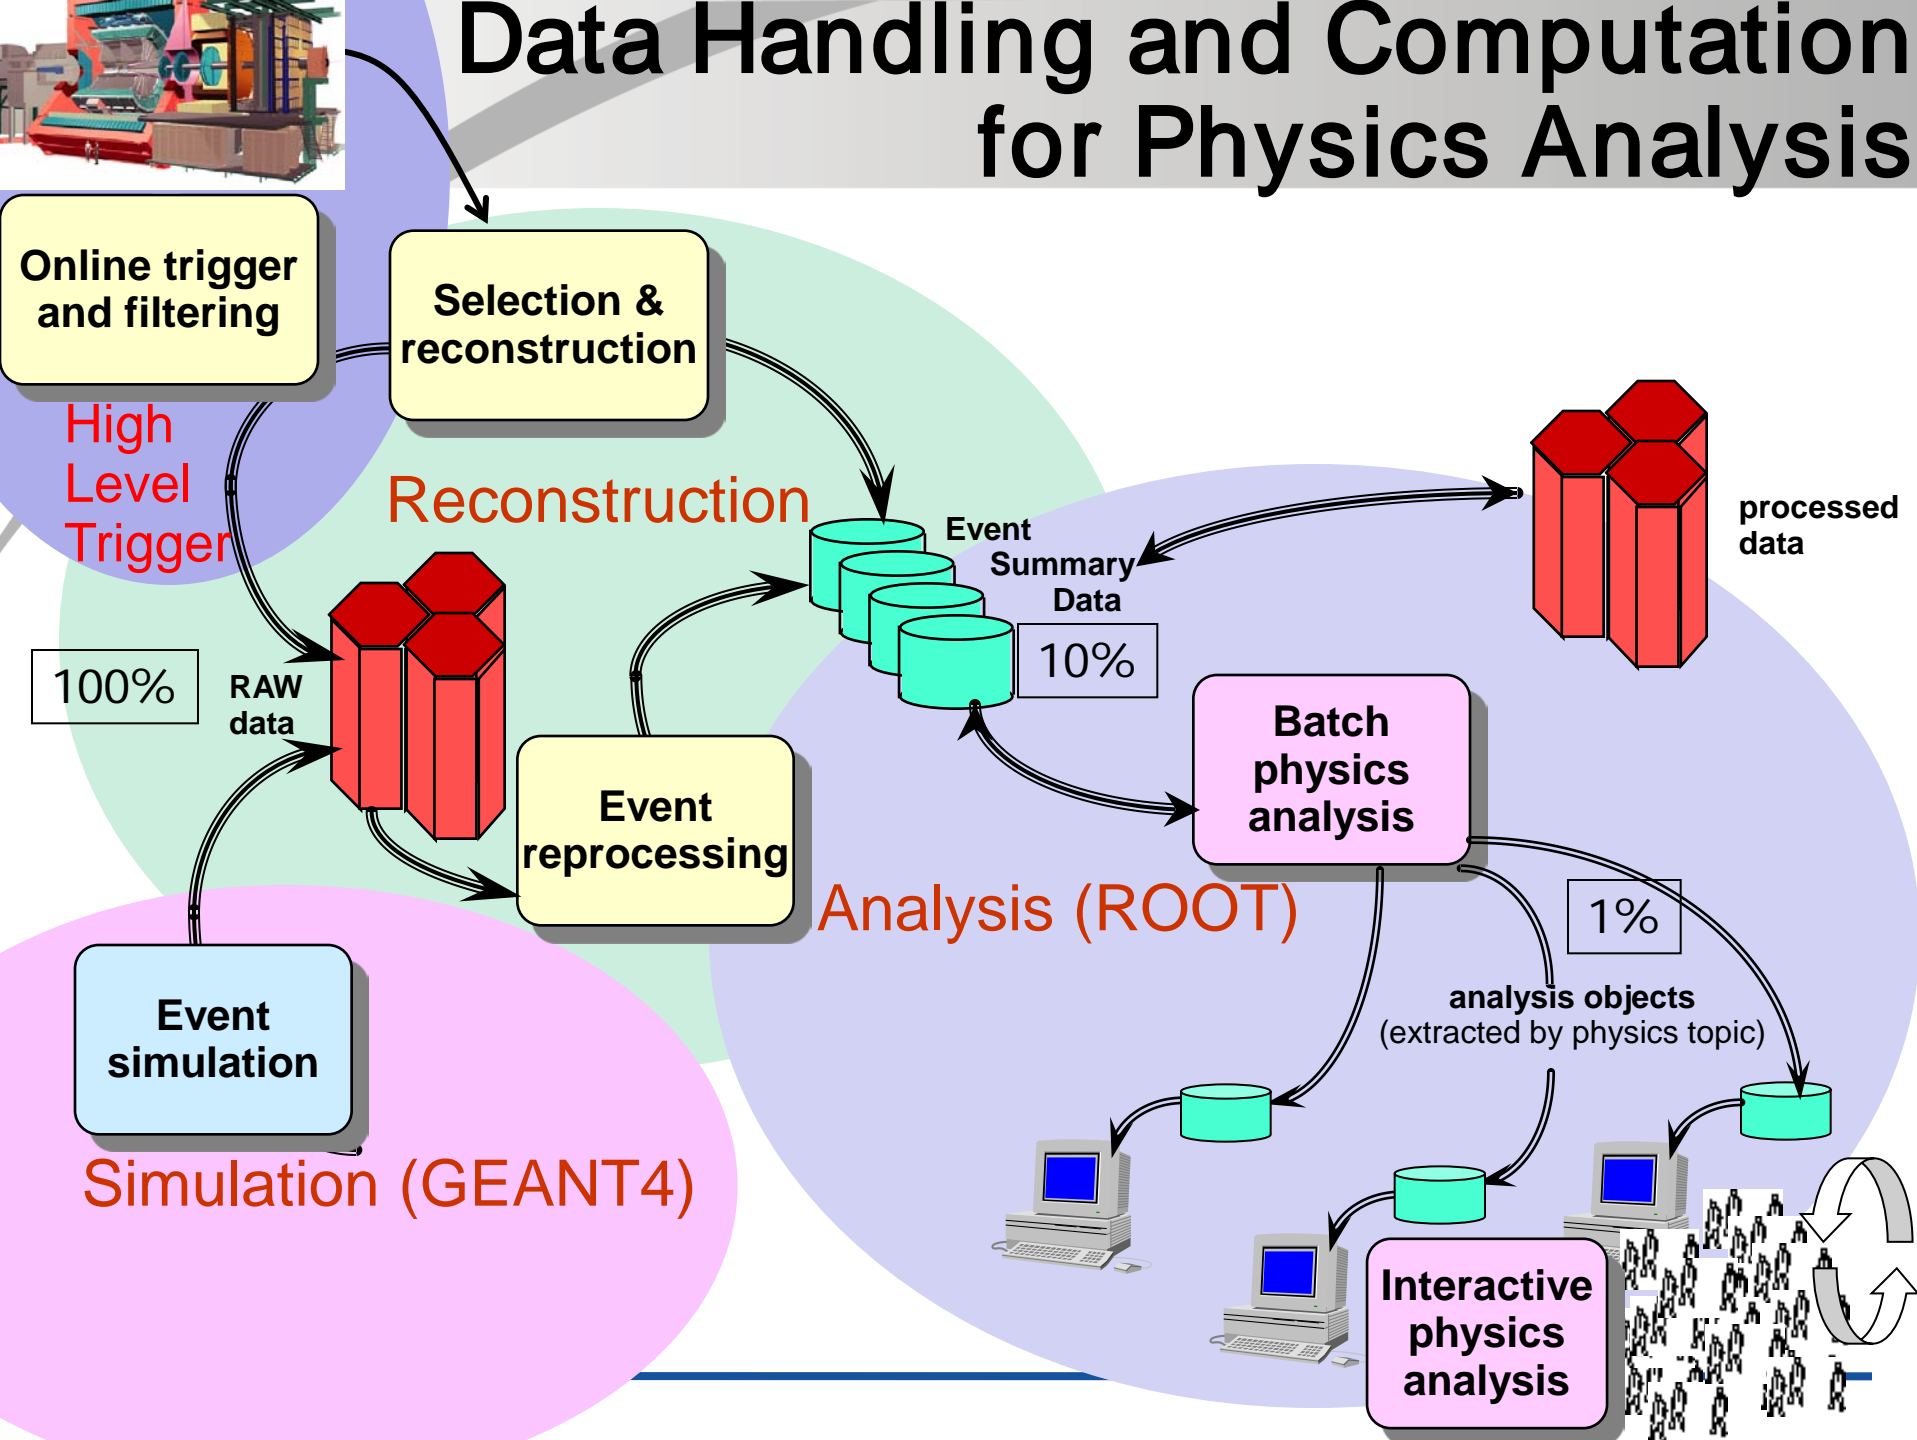 Data Handling and Computation
for Physics Analysis
Online trigger
and filtering
Selection &
reconstruction
High
Level
Trigger
Reconstruction
Event
Summary
Data
processed
data
100%
RAW
data
10%
Batch
physics
analysis
Event
reprocessing
Analysis (ROOT)
1%
analysis objects
(extracted by physics topic)
Event
simulation
Simulation (GEANT4)
Interactive
physics
analysis